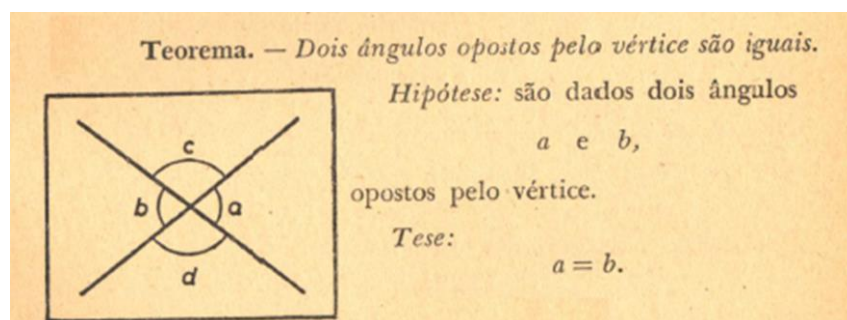 Teorema. — Dois ângulos opostos pelo vértice são iguais.
Hipótese: são dados dois ângulos
a e b,
opostos pelo vértice.
Tese:
a = b.
c
b a
d